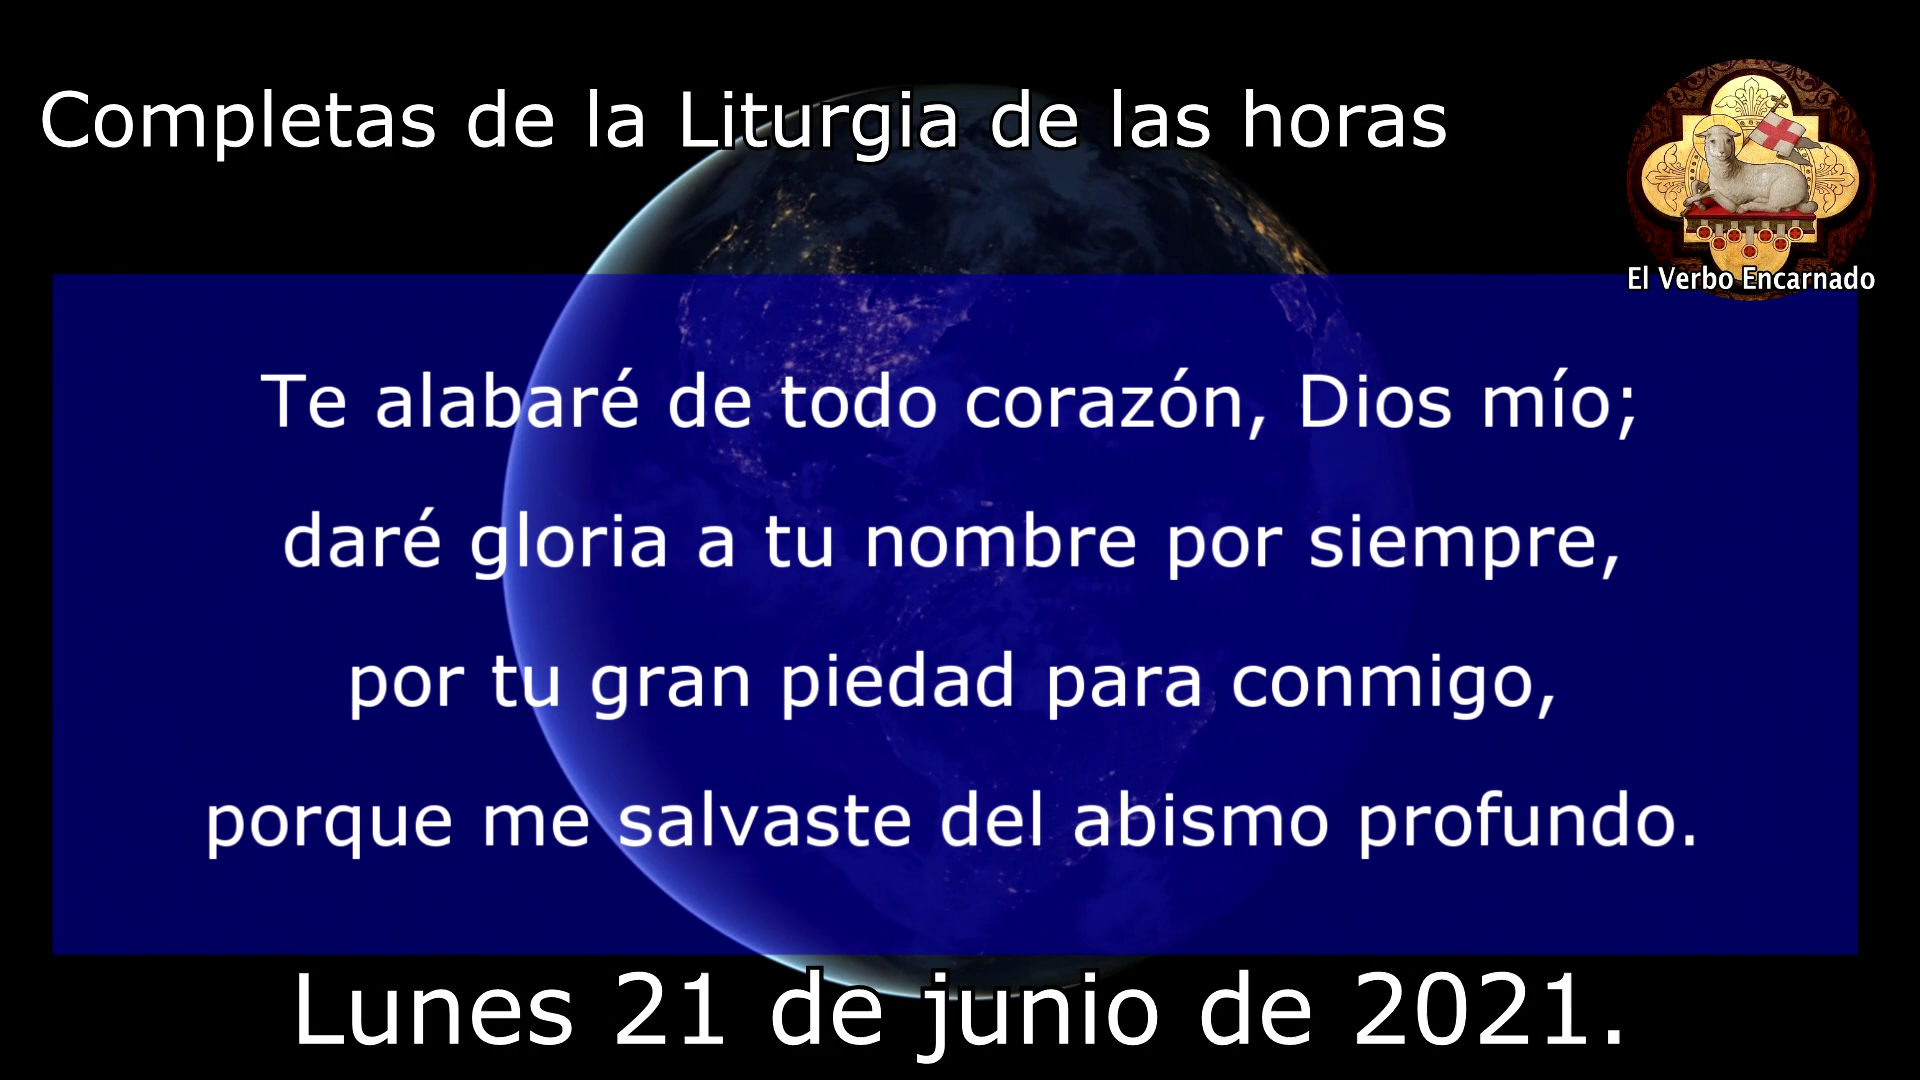 Completas de la Liturgia de las horas
El Verbo Encarnado
Te alabaré de todo corazón, Dios mío;
daré gloria a tu nombre por siempre,
por tu gran piedad para conmigo,
porque me salvaste del abismo profundo.
Lunes 21 de junio de 2021.